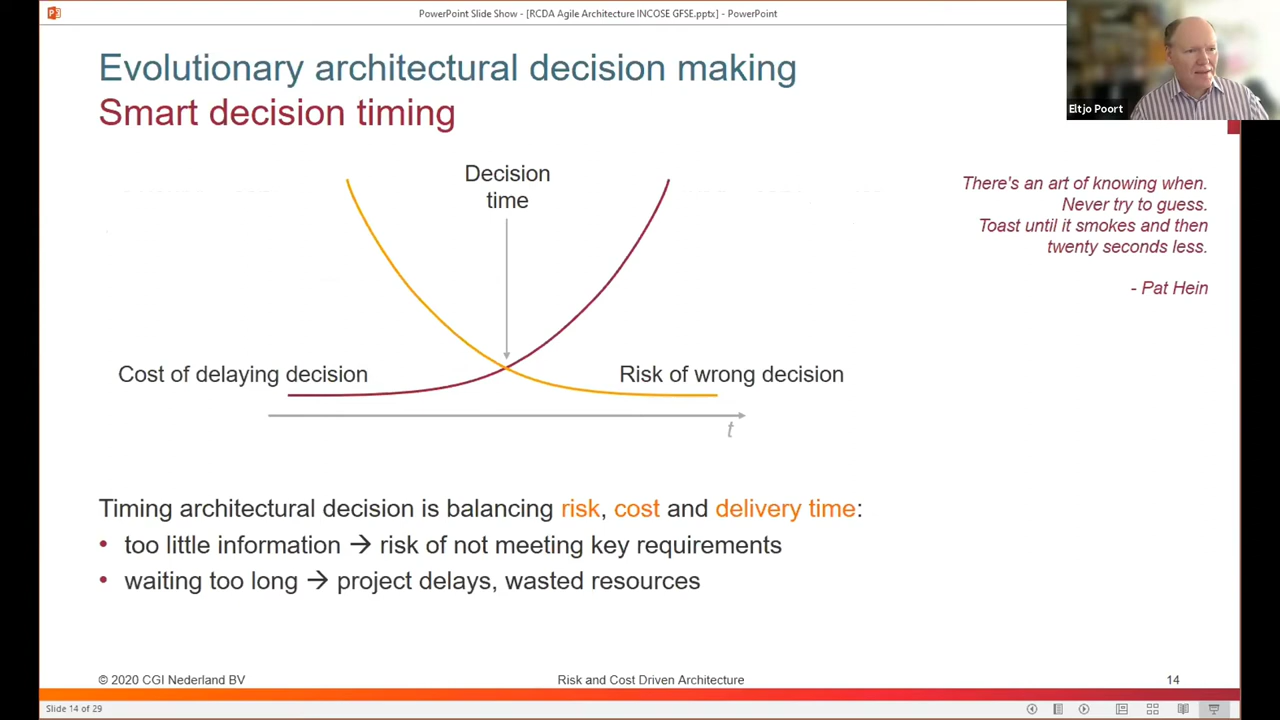 PowerPoint Slide Show - [RCDA Agile Architecture INCOSE GFSE.pptx] - PowerPoint
Eltjo Poort
Evolutionary architectural decision making
Smart decision timing
Decision
time
There's an art of knowing when.
Never try to guess.
Toast until it smokes and then
twenty seconds less.
- Pat Hein
Cost of delaying decision
Risk of wrong decision
t
Timing architectural decision is balancing risk, cost and delivery time:
• too little information → risk of not meeting key requirements
• waiting too long → project delays, wasted resources
© 2020 CGI Nederland BV
Risk and Cost Driven Architecture
14
Slide 14 of 29